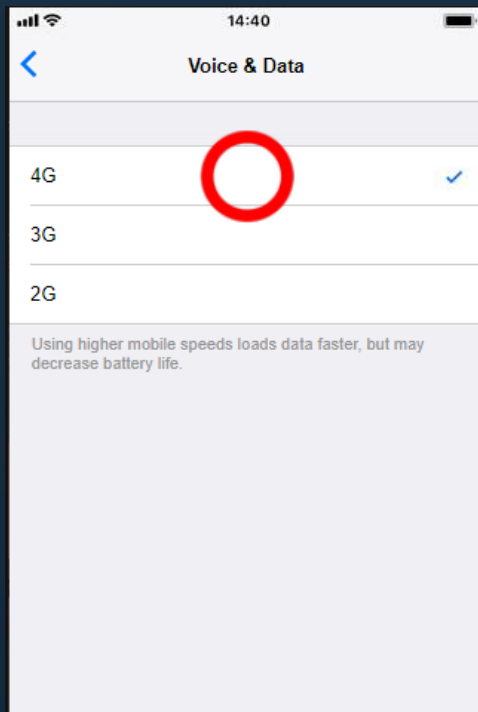 14:40
Voice & Data
4G
3G
2G
Using higher mobile speeds loads data faster, but may
decrease battery life.